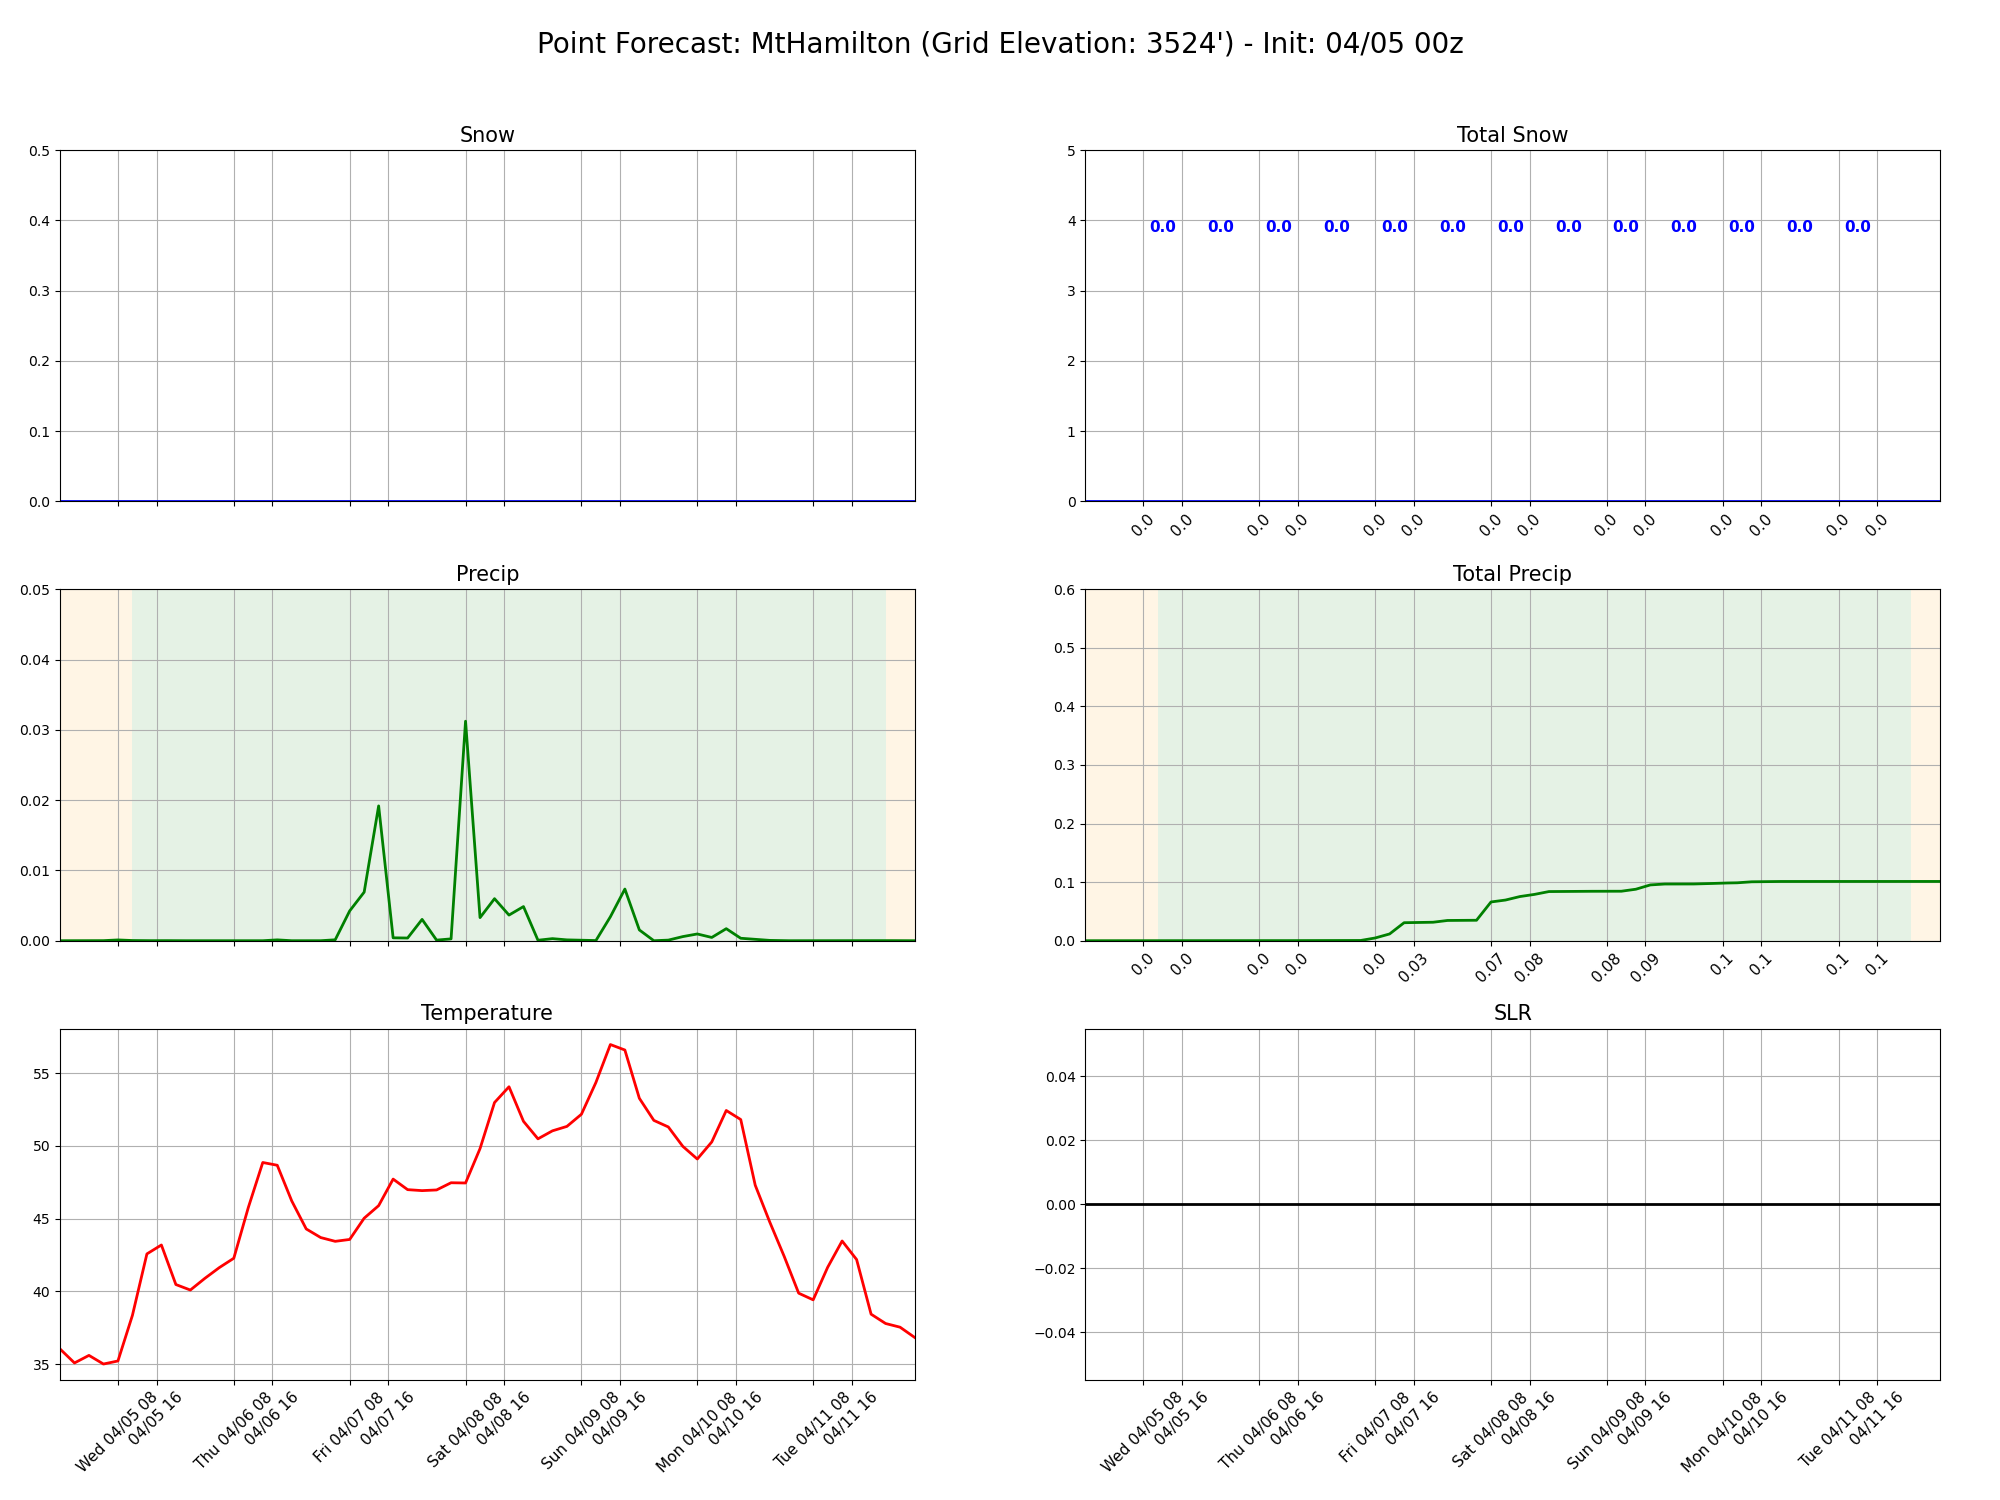 Point Forecast: MtHamilton (Grid Elevation: 3524') - Init: 04/05 00z
Snow
0.5
0.4
0.3
0.2
0.1
0.0
Total Snow
5
4
3
2
1
0
0.0 0.0 0.0 0.0 0.0 0.0 0.0 0.0 0.0 0.0 0.0 0.0 0.0
0.0 0.0 0.0 0.0 0.0 0.0 0.0 0.0 0.0 0.0 0.0 0.0 0.0 0.0
Precip
0.05
0.04
0.03
0.02
0.01
0.00
Total Precip
0.6
0.5
0.4
0.3
0.2
0.1
0.0
0.0 0.0 0.0 0.0 0.0 0.03 0.07 0.08 0.08 0.09 0.1 0.1 0.1 0.1
Temperature
55
50
45
40
35
Wed 04/05 08
04/05 16
Thu 04/06 08
04/06 16
Fri 04/07 08
04/07 16
Sat 04/08 08
04/08 16
Sun 04/09 08
04/09 16
Mon 04/10 08
04/10 16
Tue 04/11 08
04/11 16
SLR
0.04
0.02
0.00
−0.02
−0.04
Wed 04/05 08
04/05 16
Thu 04/06 08
04/06 16
Fri 04/07 08
04/07 16
Sat 04/08 08
04/08 16
Sun 04/09 08
04/09 16
Mon 04/10 08
04/10 16
Tue 04/11 08
04/11 16